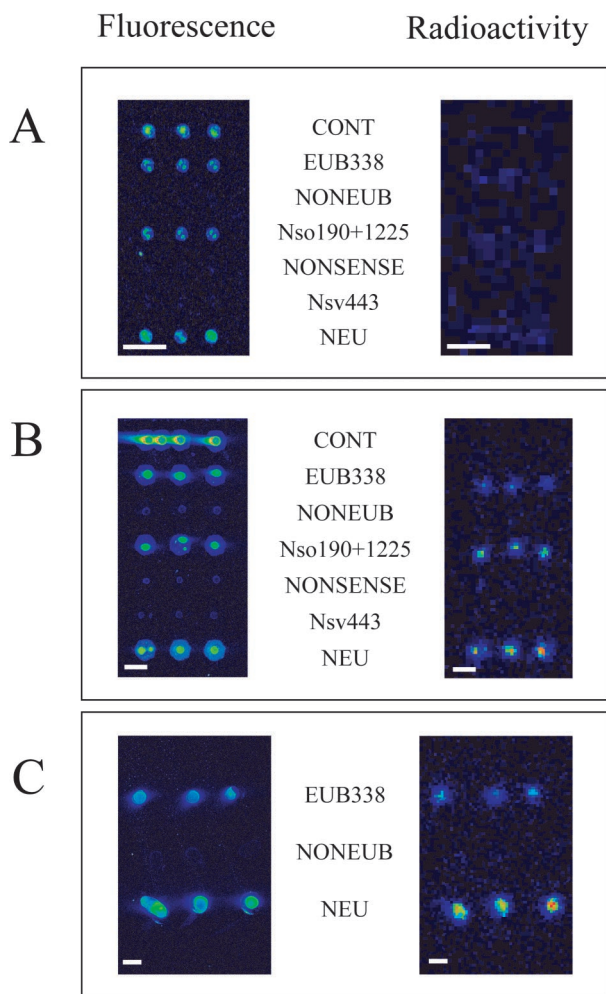 Fluorescence Radioactivity
A
CONT
EUB338
NONEUB
Nso190+1225
NONSENSE
Nsv443
NEU
B
CONT
EUB338
NONEUB
Nso190+1225
NONSENSE
Nsv443
NEU
C
EUB338
NONEUB
NEU